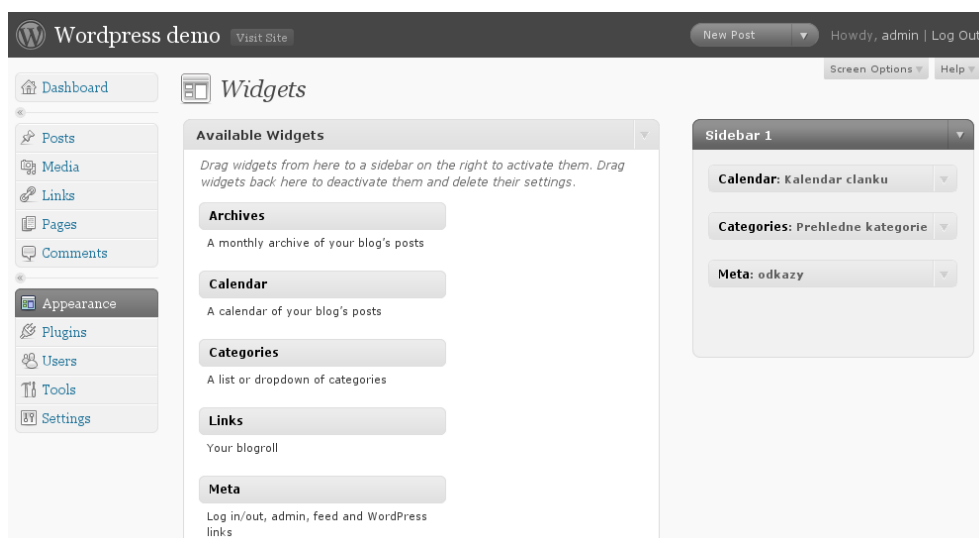 Wordpress demo Visit Site New Post Howdy, admin | Log Out
Screen Options Help
Dashboard
Posts
Media
Links
Pages
Comments
Appearance
Plugins
Users
Tools
Settings
Widgets
Available Widgets
Drag widgets from here to a sidebar on the right to activate them. Drag
widgets back here to deactivate them and delete their settings.
Archives
A monthly archive of your blog's posts
Calendar
A calendar of your blog's posts
Categories
A list or dropdown of categories
Links
Your blogroll
Meta
Log in/out, admin, feed and WordPress
links
Sidebar 1
Calendar: Kalendar clanku
Categories: Prehledne kategorie
Meta: odkazy